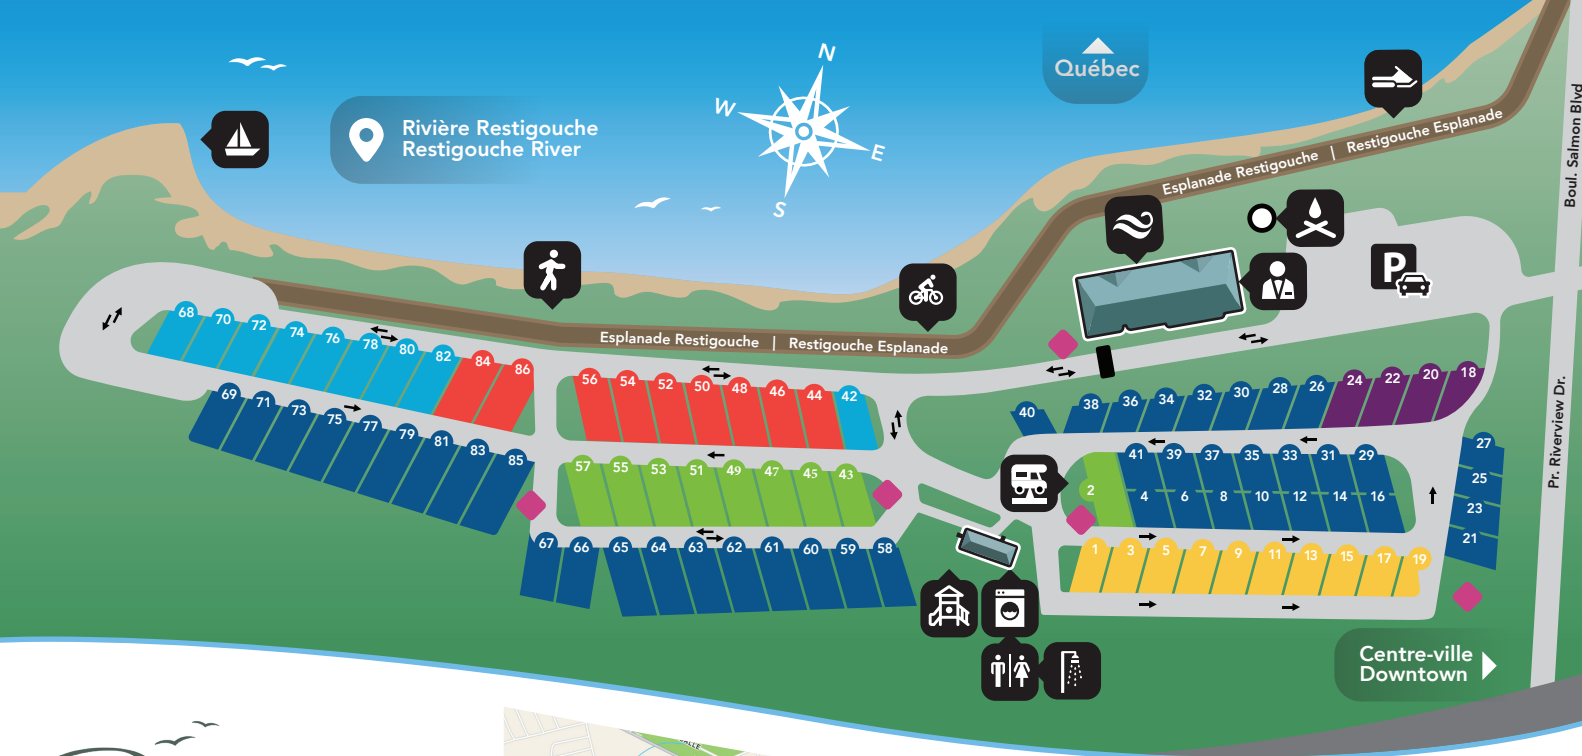 N
Québec
W
E
S
Rivière Restigouche
Restigouche River
Esplanade Restigouche | Restigouche Esplanade
Boul. Salmon Blvd
P
Esplanade Restigouche | Restigouche Esplanade
68 70 72 74 76 78 80 82 84 86
56 54 52 50 48 46 44 42
40 38 36 34 32 30 28 26 24 22 20 18
69 71 73 75 77 79 81 83 85
57 55 53 51 49 47 45 43
41 39 37 35 33 31 29
2 4 6 8 10 12 14 16
27
25
23
21
Pr. Riverview Dr.
67 66 65 64 63 62 61 60 59 58
1 3 5 7 9 11 13 15 17 19
Centre-ville
Downtown